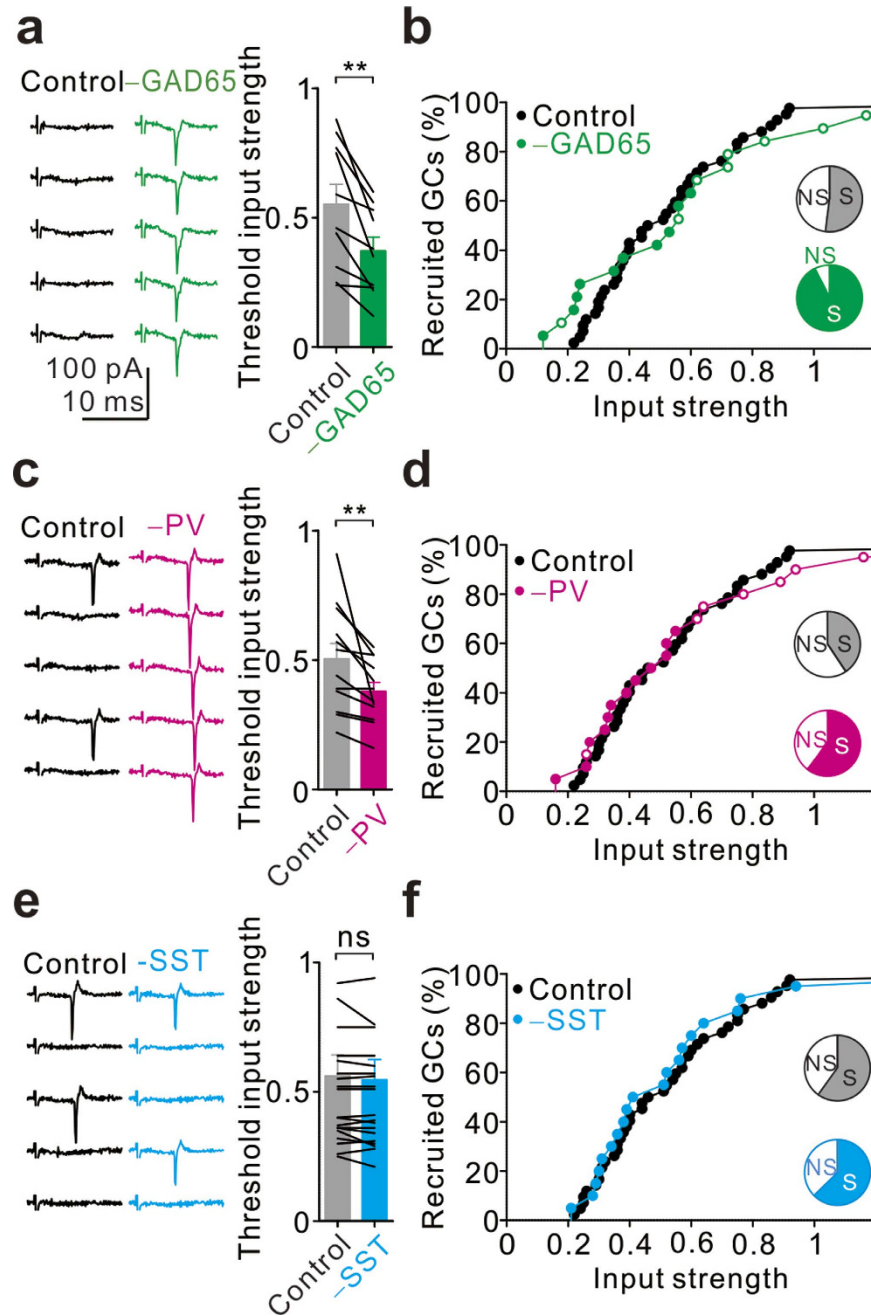 a
Control
–GAD65
100 pA
10 ms
Threshold input strength
1
0.5
0
**
Control
–GAD65
b
Recruited GCs (%)
100
80
60
40
20
0
Control
–GAD65
NS
S
NS
S
0
0.2
0.4
0.6
0.8
1
Input strength
c
Control
–PV
Threshold input strength
1
0.5
0
**
Control
–PV
d
Recruited GCs (%)
100
80
60
40
20
0
Control
–PV
NS
S
NS
S
0
0.2
0.4
0.6
0.8
1
Input strength
e
Control
-SST
Threshold input strength
1
0.5
0
ns
Control
–SST
f
Recruited GCs (%)
100
80
60
40
20
0
Control
–SST
NS
S
NS
S
0
0.2
0.4
0.6
0.8
1
Input strength